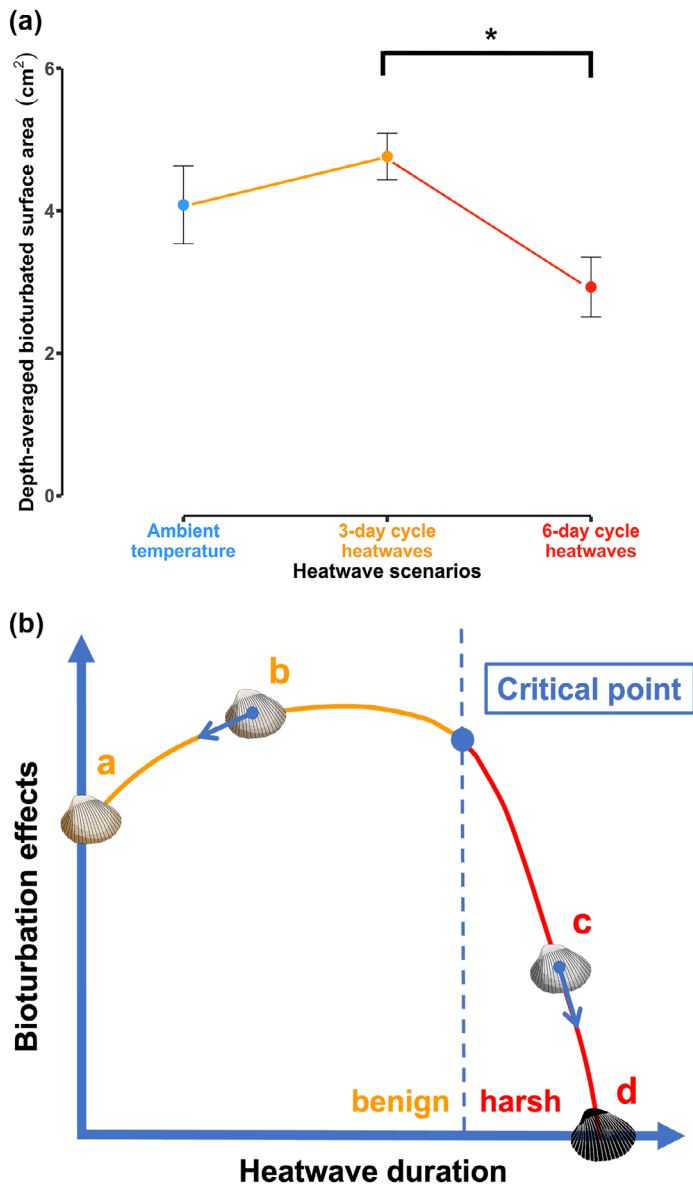 (a)
*
Depth-averaged bioturbated surface area (cm²)
6
4
2
0
Ambient temperature
3-day cycle heatwaves
6-day cycle heatwaves
Heatwave scenarios
(b)
Critical point
b
a
c
d
benign
harsh
Bioturbation effects
Heatwave duration